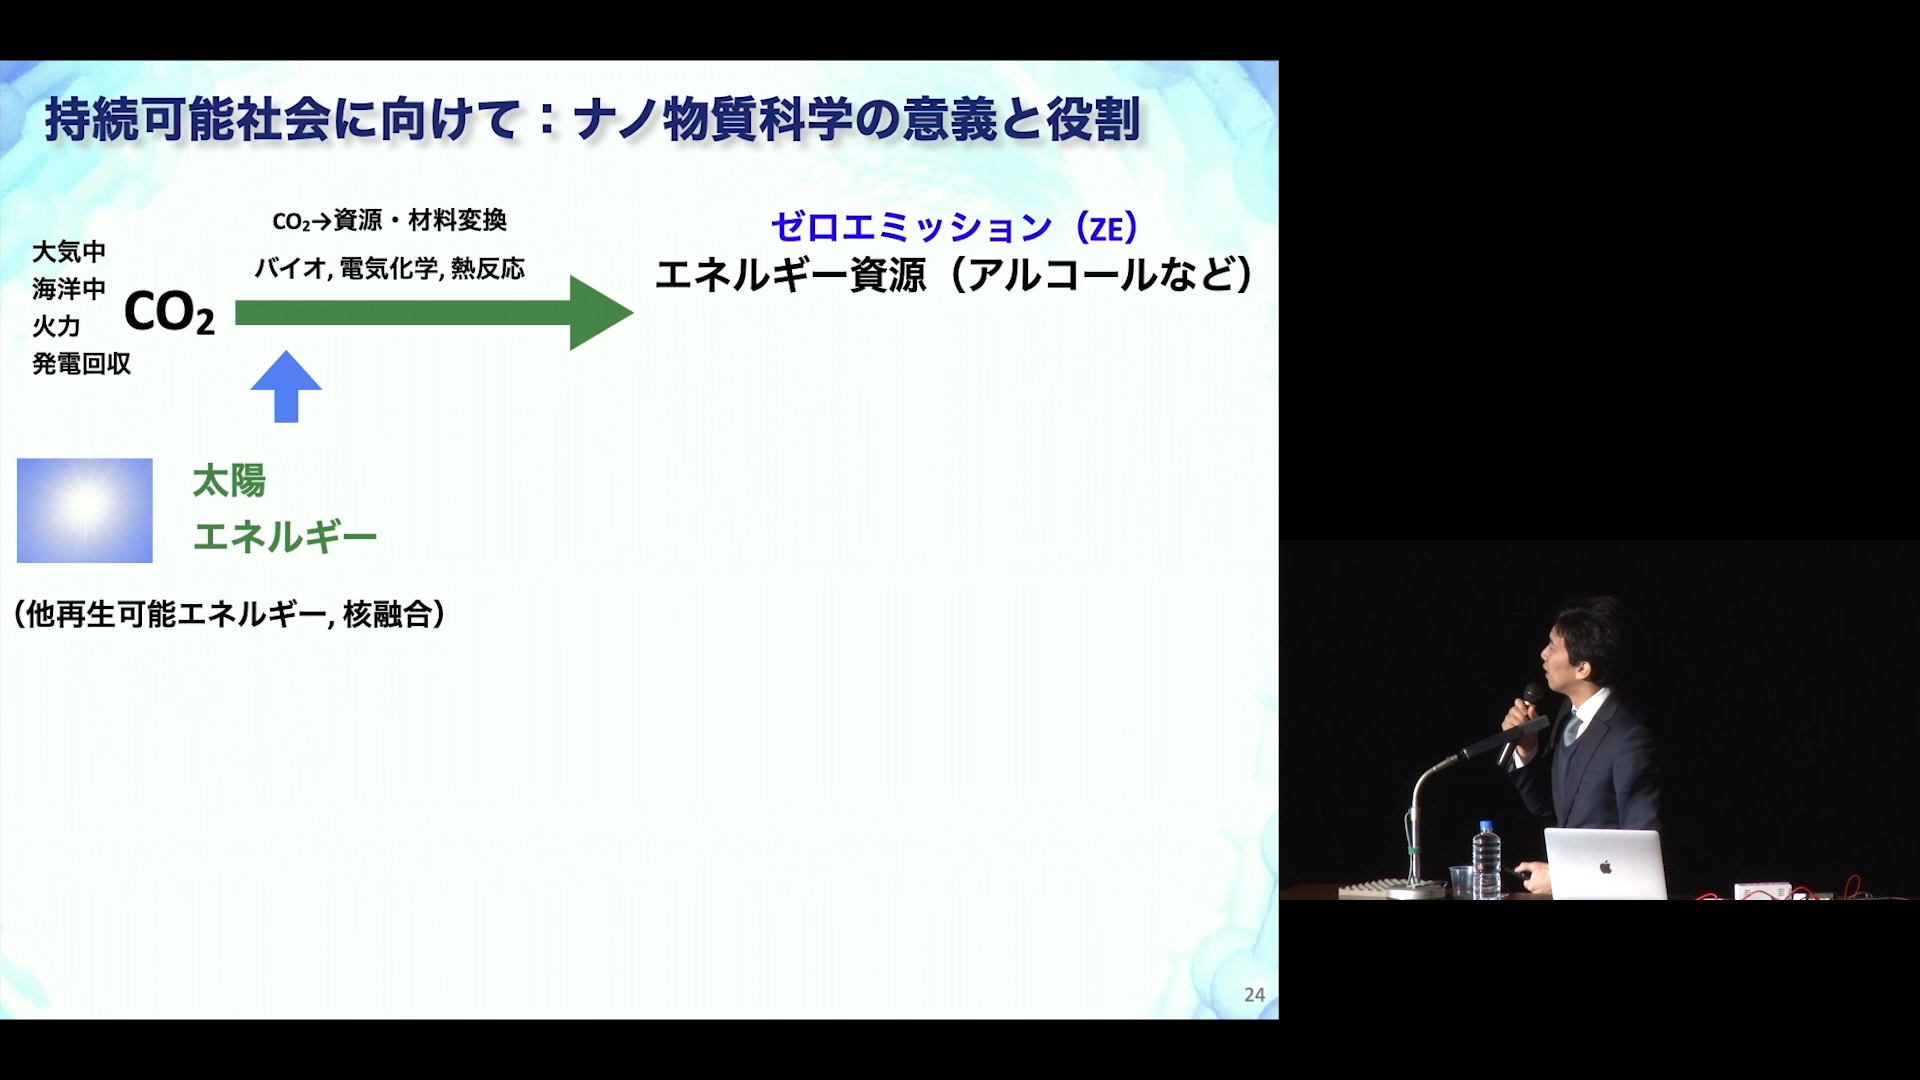 持続可能社会に向けて：ナノ物質科学の意義と役割
CO₂→資源・材料変換
バイオ, 電気化学, 熱反応
大気中
海洋中
火力
発電回収
CO₂
ゼロエミッション（ZE）
エネルギー資源（アルコールなど）
太陽
エネルギー
（他再生可能エネルギー, 核融合）
24